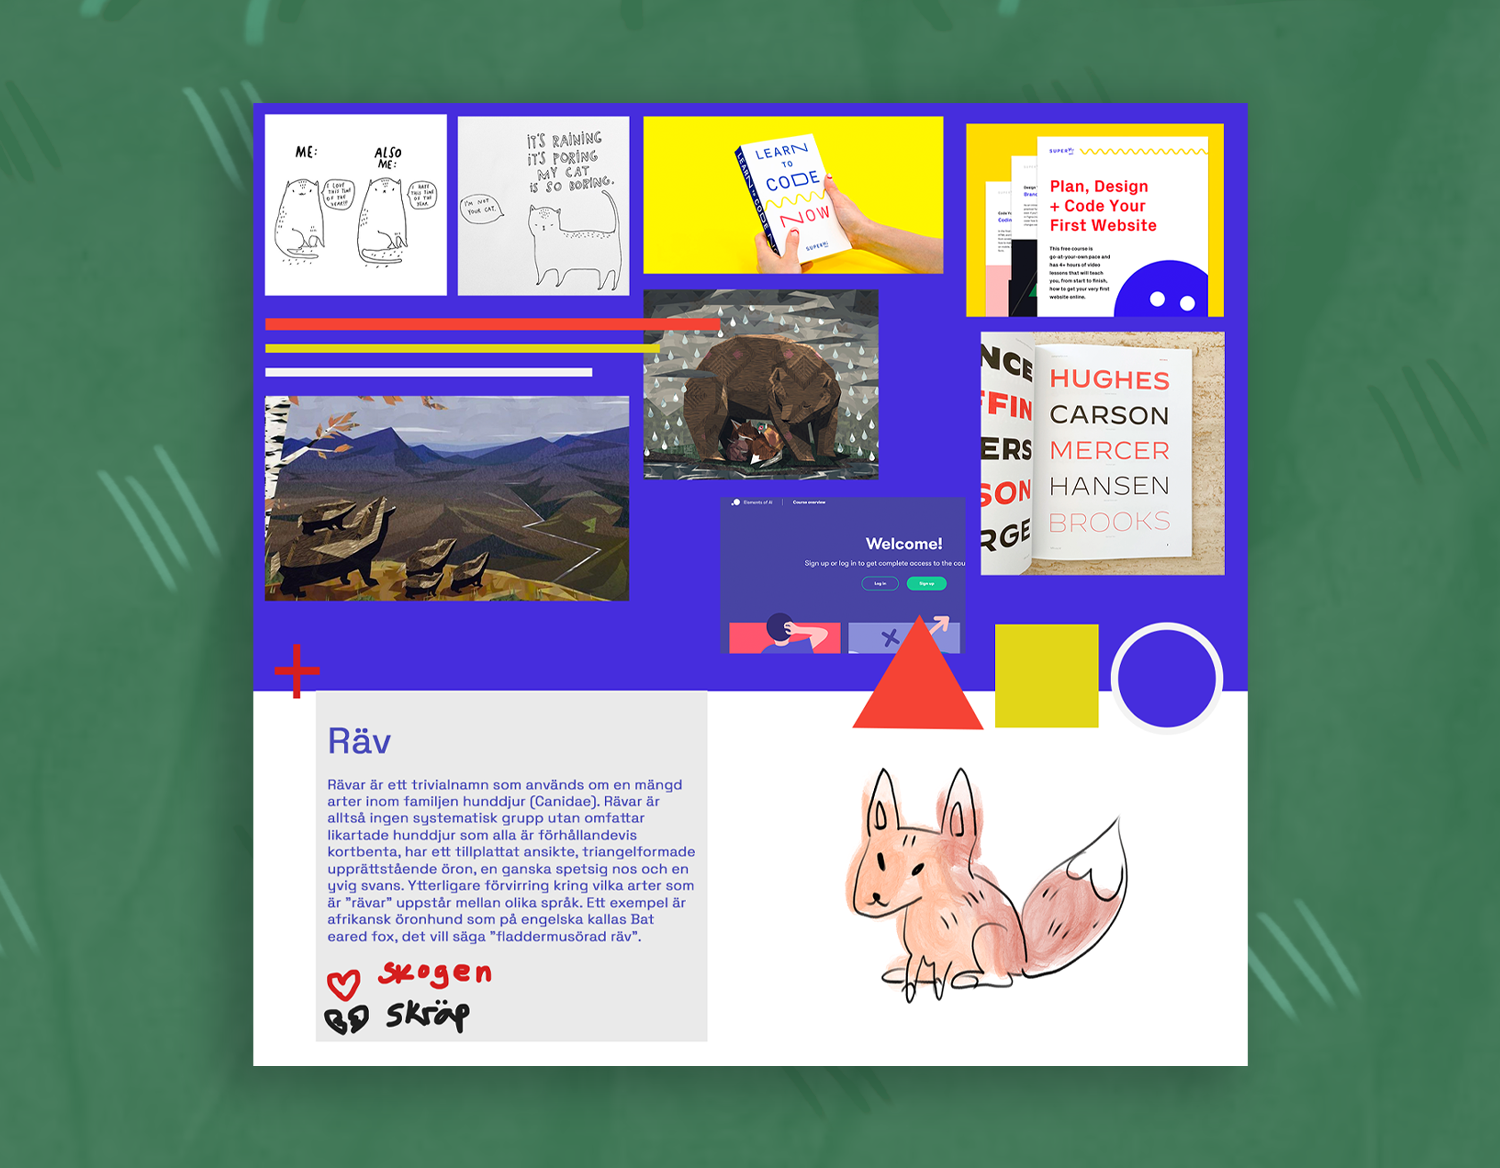 ME:
ALSO
ME:
I LOVE
THIS TIME
OF THE
YEAR!
I HATE
THIS TIME
OF THE
YEAR
IT'S RAINING
IT'S PORING
MY CAT
IS SO BORING.
I'M NOT
YOUR CAT.
LEARN
TO
CODE
NOW
SUPERHI
LEARN TO CODE N
SUPERHI
Plan, Design
+ Code Your
First Website
This free course is
go-at-your-own pace and
has 4+ hours of video
lessons that will teach
you, from start to finish,
how to get your very first
website online.
NCE
FFIN
ERS
SON
RGE
HUGHES
CARSON
MERCER
HANSEN
BROOKS
Elements of AI
Course overview
Welcome!
Sign up or log in to get complete access to the cou
Log in
Sign up
Räv
Rävar är ett trivialnamn som används om en mängd
arter inom familjen hunddjur (Canidae). Rävar är
alltså ingen systematisk grupp utan omfattar
likartade hunddjur som alla är förhållandevis
kortbenta, har ett tillplattat ansikte, triangelformade
upprättstående öron, en ganska spetsig nos och en
yvig svans. Ytterligare förvirring kring vilka arter som
är "rävar" uppstår mellan olika språk. Ett exempel är
afrikansk öronhund som på engelska kallas Bat
eared fox, det vill säga "fladdermusörad räv".
skogen
skräp